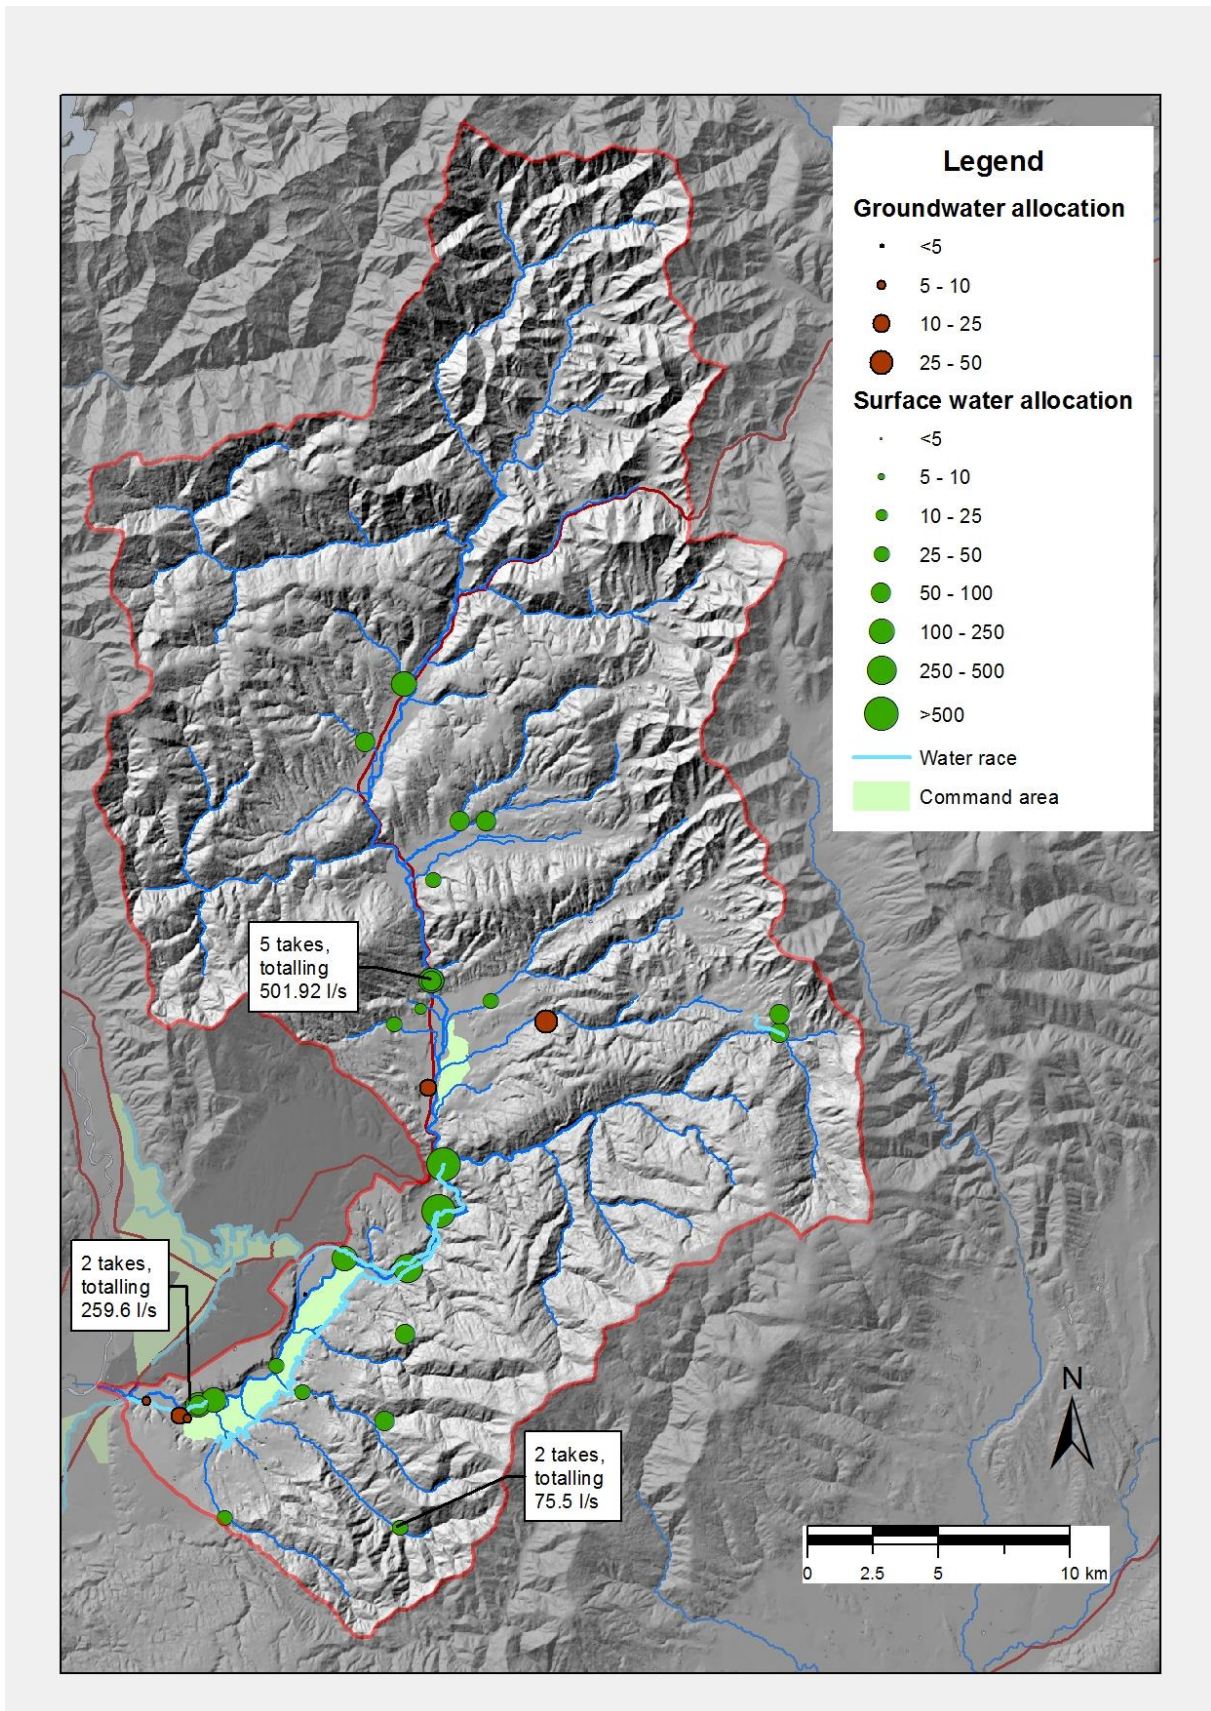 Legend
Groundwater allocation
<5
5 - 10
10 - 25
25 - 50
Surface water allocation
<5
5 - 10
10 - 25
25 - 50
50 - 100
100 - 250
250 - 500
>500
Water race
Command area
5 takes,
totalling
501.92 l/s
2 takes,
totalling
259.6 l/s
2 takes,
totalling
75.5 l/s
N
0 2.5 5 10 km